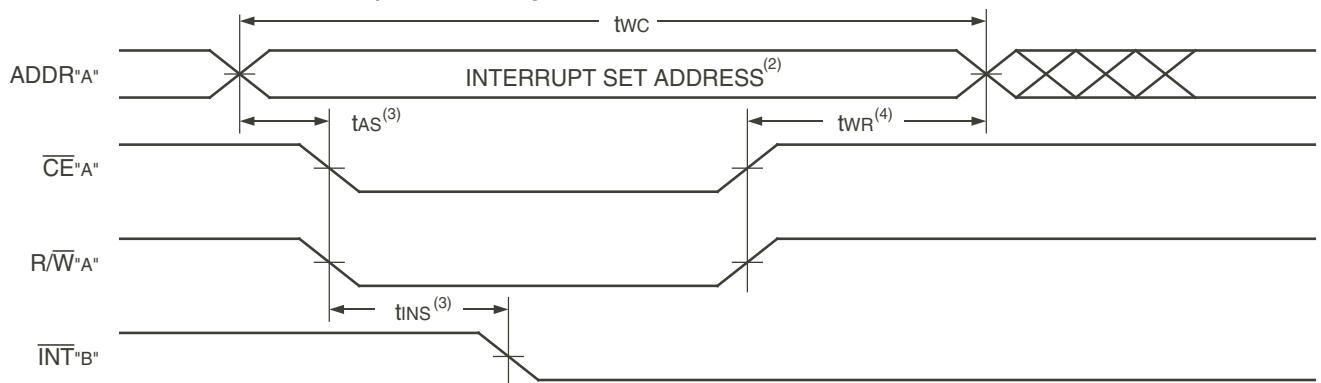 tWC
ADDR"A"
INTERRUPT SET ADDRESS(2)
tAS(3)
tWR(4)
CE"A"
R/W"A"
tINS(3)
INT"B"